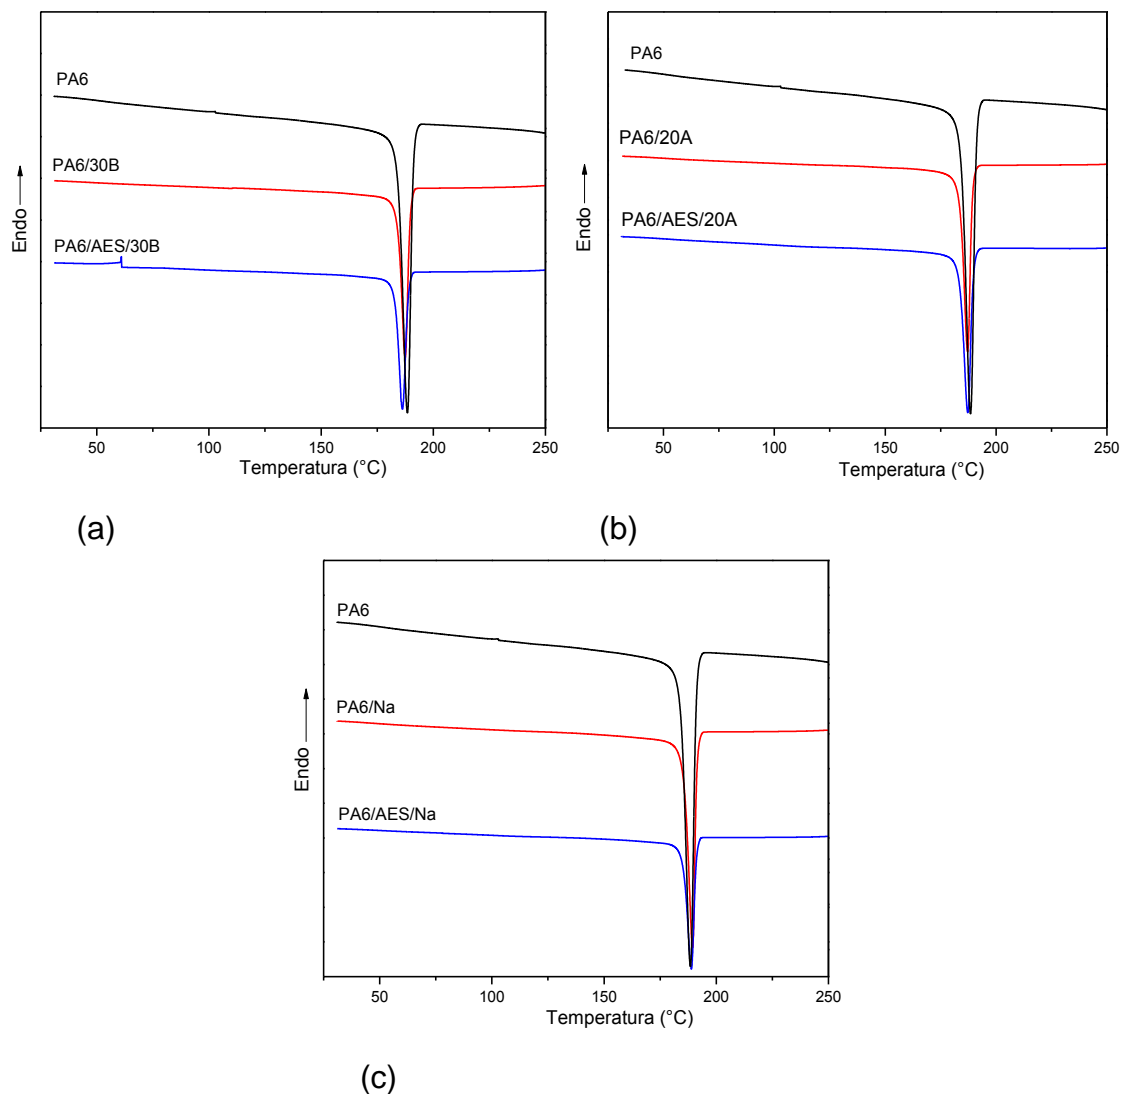 PA6
PA6/30B
PA6/AES/30B
Endo
50 100 150 200 250
Temperatura (°C)
(a)
PA6
PA6/20A
PA6/AES/20A
Endo
50 100 150 200 250
Temperatura (°C)
(b)
PA6
PA6/Na
PA6/AES/Na
Endo
50 100 150 200 250
Temperatura (°C)
(c)